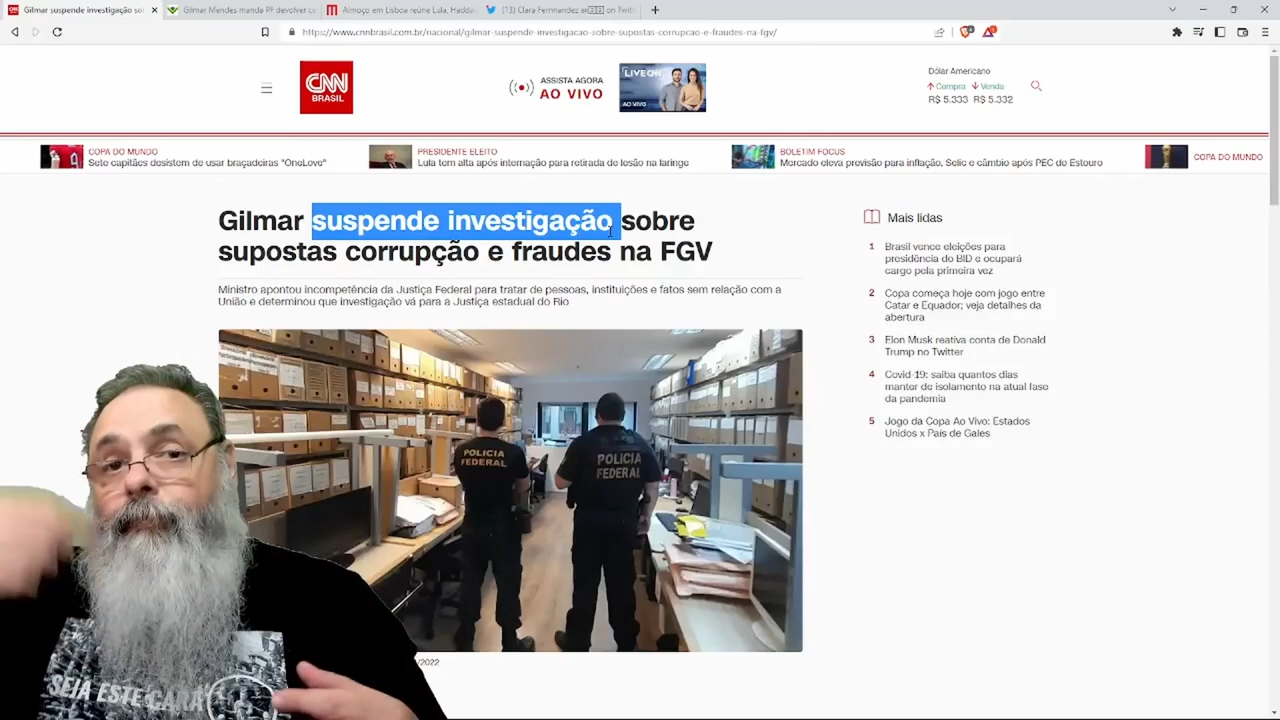 Gilmar suspende investigação so
Gilmar Mendes manda PF devolver ce
Almoço em Lisboa reúne Lula, Hadda
(13) Clara Fernandez en on Twitt
https://www.cnnbrasil.com.br/nacional/gilmar-suspende-investigacao-sobre-supostas-corrupcao-e-fraudes-na-fgv/
CNN
BRASIL
ASSISTA AGORA
AO VIVO
LIVE CNN
AO VIVO
Dólar Americano
Compra Venda
R$ 5.333 R$ 5.332
COPA DO MUNDO
Sete capitães desistem de usar braçadeiras "OneLove"
PRESIDENTE ELEITO
Lula tem alta após internação para retirada de lesão na laringe
BOLETIM FOCUS
Mercado eleva previsão para inflação, Selic e câmbio após PEC do Estouro
COPA DO MUNDO
Gilmar suspende investigação sobre
supostas corrupção e fraudes na FGV
Ministro apontou incompetência da Justiça Federal para tratar de pessoas, instituições e fatos sem relação com a
União e determinou que investigação vá para a Justiça estadual do Rio
Mais lidas
1 Brasil vence eleições para
presidência do BID e ocupará
cargo pela primeira vez
2 Copa começa hoje com jogo entre
Catar e Equador; veja detalhes da
abertura
3 Elon Musk reativa conta de Donald
Trump no Twitter
4 Covid-19: saiba quantos dias
manter de isolamento na atual fase
da pandemia
5 Jogo da Copa Ao Vivo: Estados
Unidos x País de Gales
POLICIA
FEDERAL
POLICIA
FEDERAL
/2022
SEJA ESTE CARA